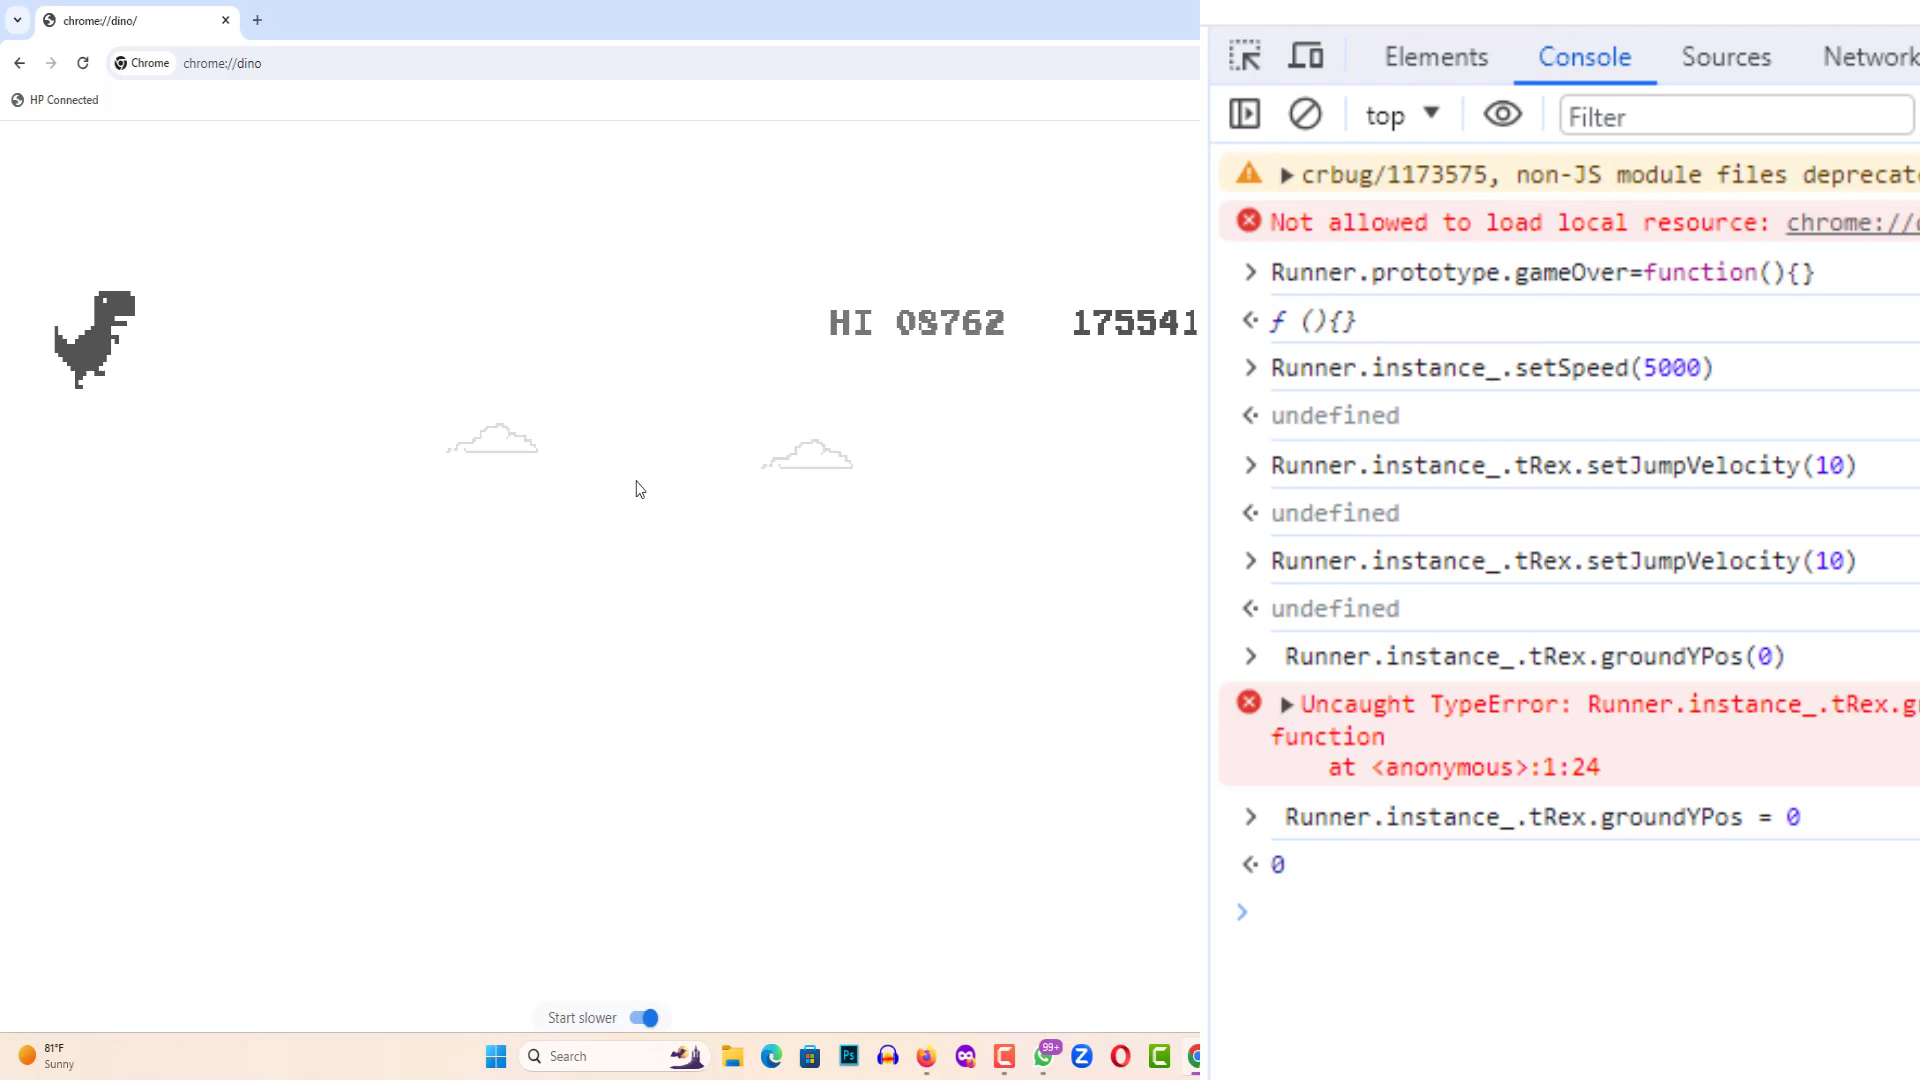 chrome://dino/
Chrome chrome://dino
HP Connected
HI 08762 175541
Start slower
81°F
Sunny
Search
Ps
99+
Elements Console Sources Network
top Filter
crbug/1173575, non-JS module files deprecat
Not allowed to load local resource: chrome://
Runner.prototype.gameOver=function(){}
ƒ (){}
Runner.instance_.setSpeed(5000)
undefined
Runner.instance_.tRex.setJumpVelocity(10)
undefined
Runner.instance_.tRex.setJumpVelocity(10)
undefined
Runner.instance_.tRex.groundYPos(0)
Uncaught TypeError: Runner.instance_.tRex.g
function
at <anonymous>:1:24
Runner.instance_.tRex.groundYPos = 0
0